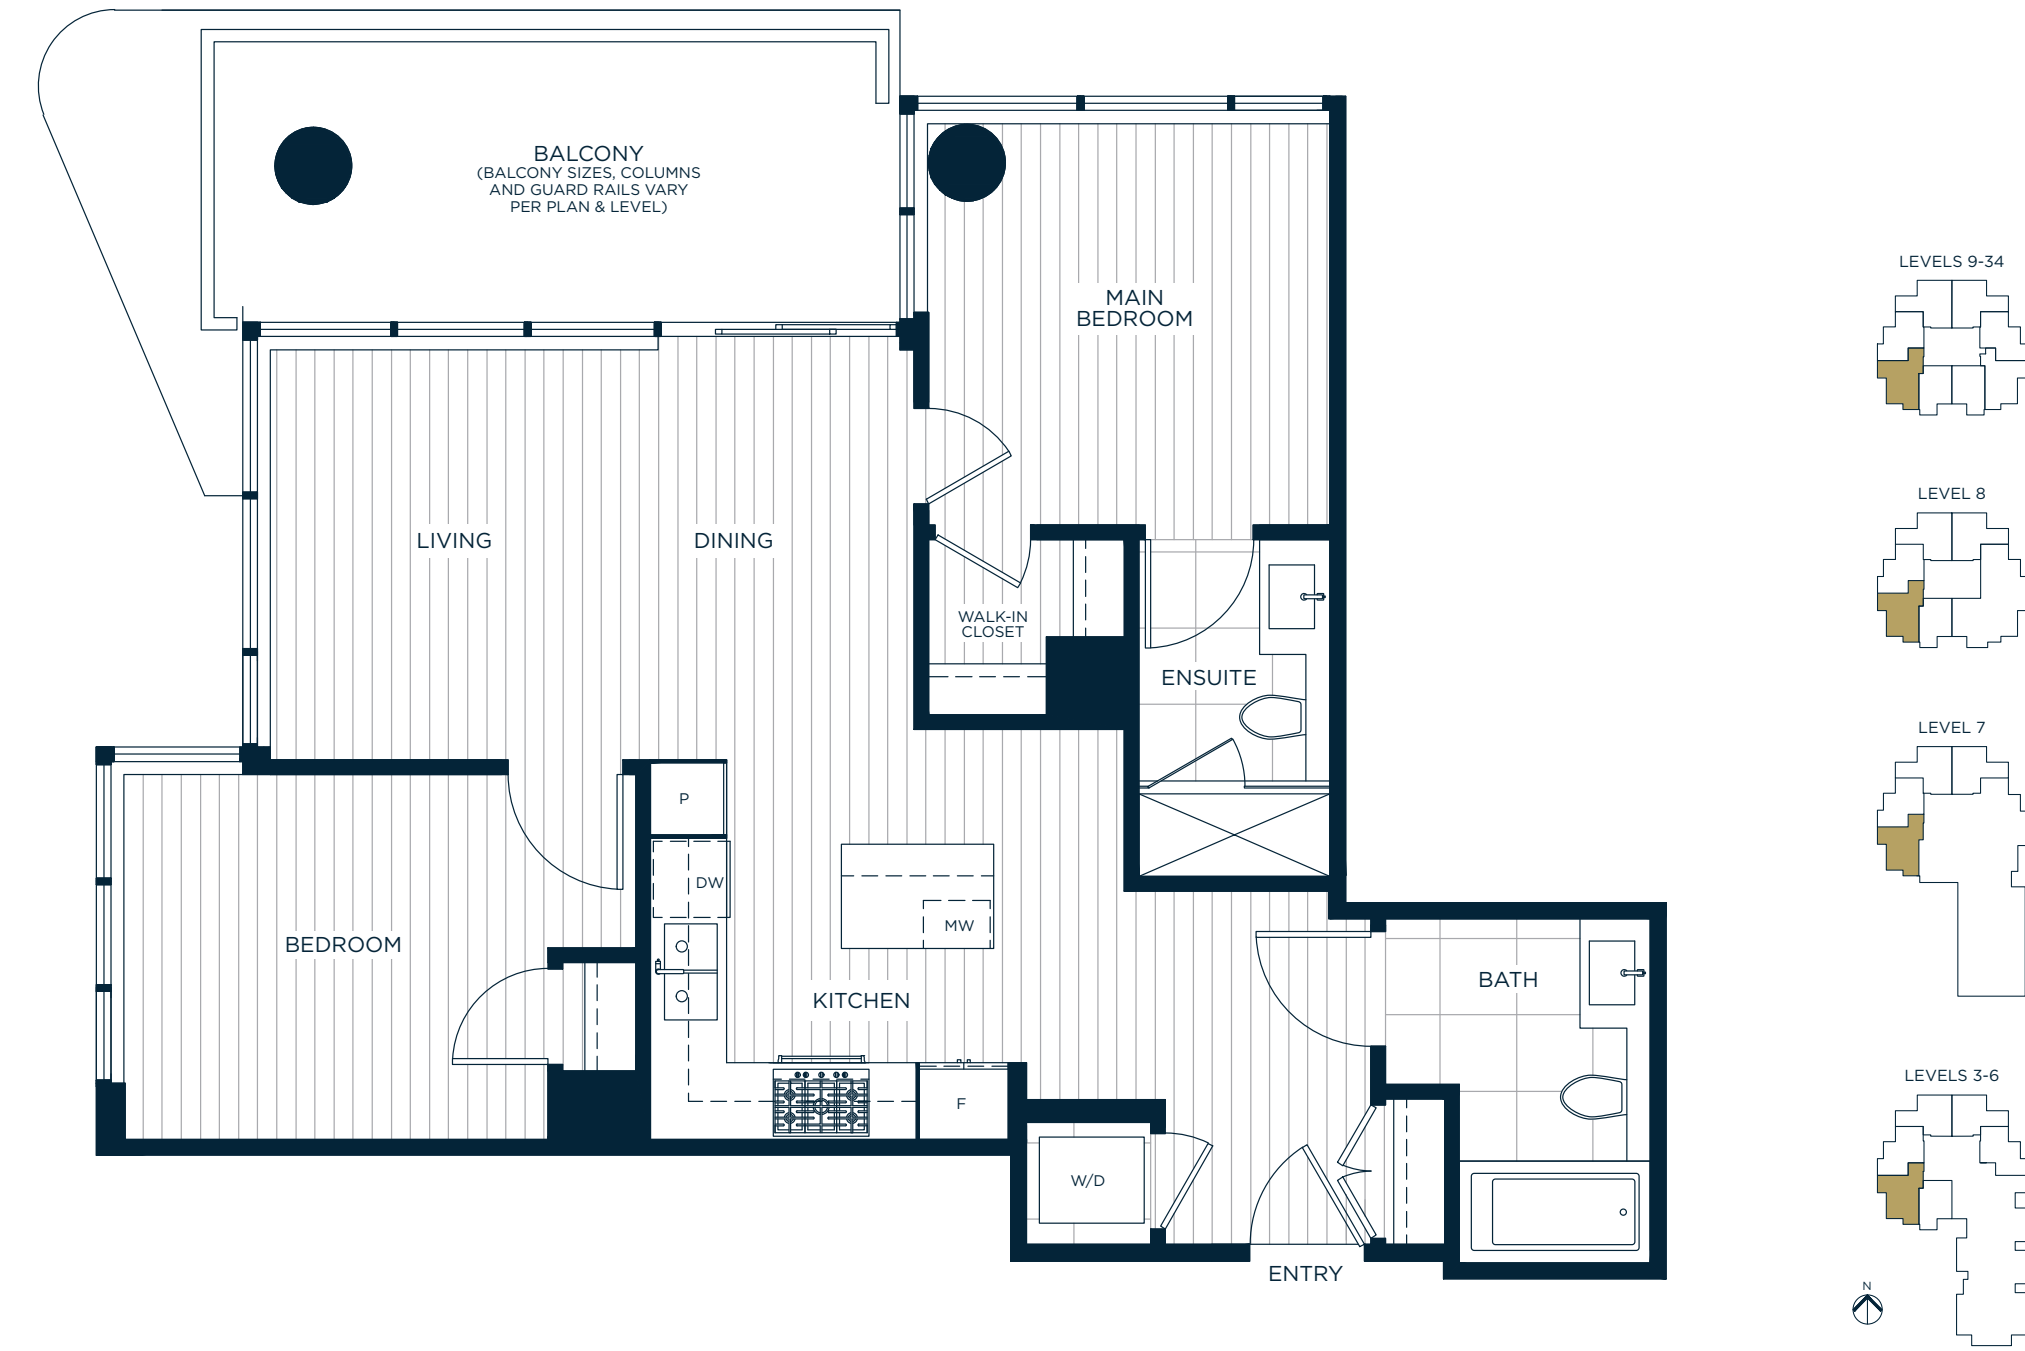 BALCONY
(BALCONY SIZES, COLUMNS
AND GUARD RAILS VARY
PER PLAN & LEVEL)
MAIN
BEDROOM
LIVING
DINING
WALK-IN
CLOSET
ENSUITE
P
DW
MW
BEDROOM
KITCHEN
BATH
F
W/D
ENTRY
LEVELS 9-34
LEVEL 8
LEVEL 7
LEVELS 3-6
N